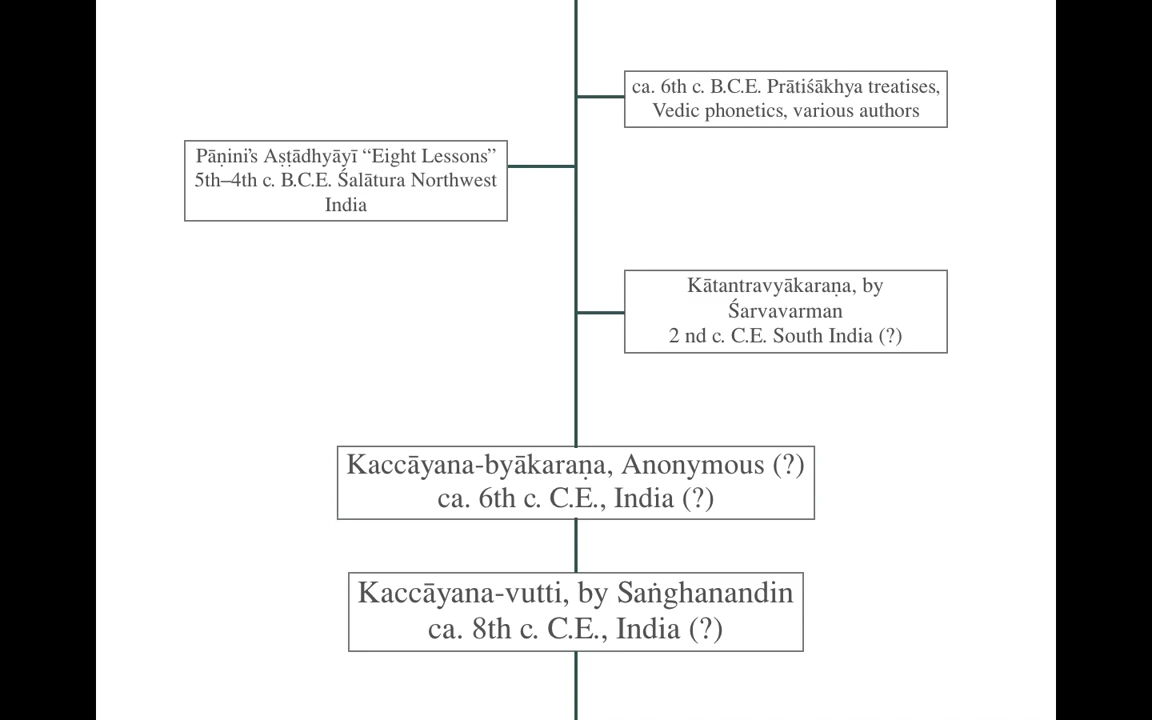 ca. 6th c. B.C.E. Prātiśākhya treatises,
Vedic phonetics, various authors
Pāṇini’s Aṣṭādhyāyī “Eight Lessons”
5th–4th c. B.C.E. Śalātura Northwest
India
Kātantravyākaraṇa, by
Śarvavarman
2 nd c. C.E. South India (?)
Kaccāyana-byākaraṇa, Anonymous (?)
ca. 6th c. C.E., India (?)
Kaccāyana-vutti, by Saṅghanandin
ca. 8th c. C.E., India (?)